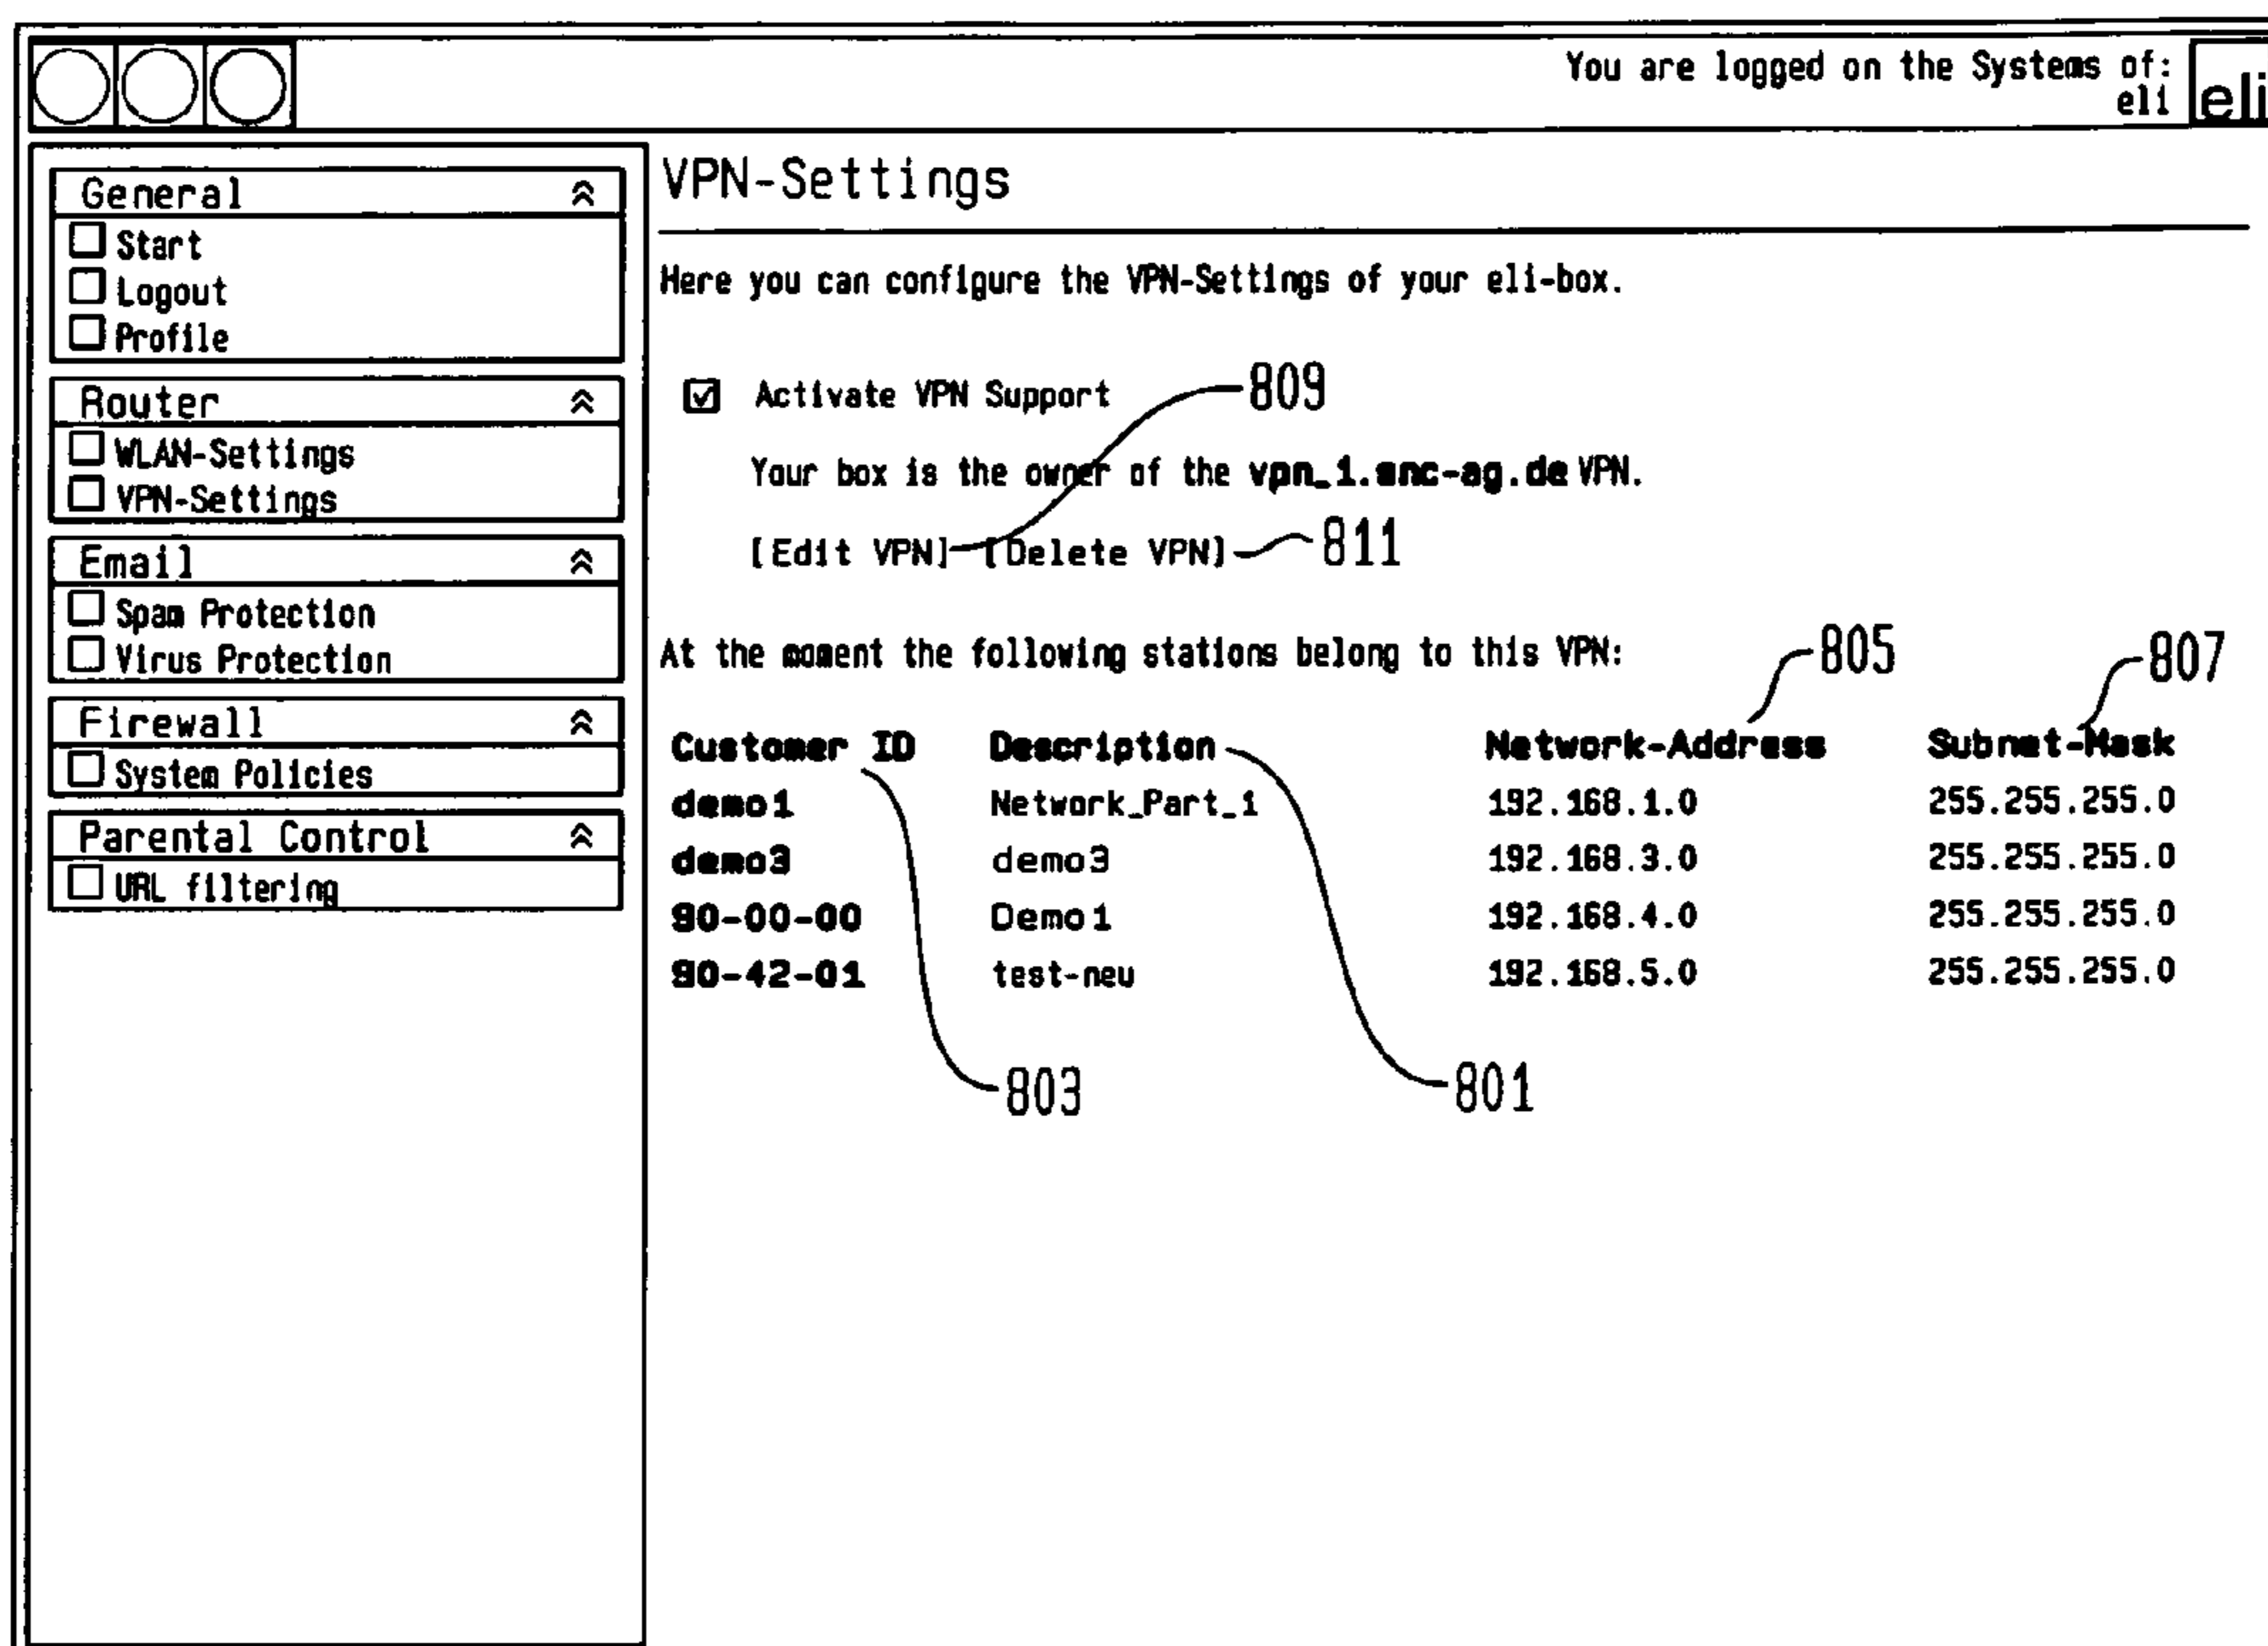 You are logged on the Systems of:
eli
eli
General
Start
Logout
Profile
Router
WLAN-Settings
VPN-Settings
Email
Spam Protection
Virus Protection
Firewall
System Policies
Parental Control
URL filtering
VPN-Settings
Here you can configure the VPN-Settings of your eli-box.
Activate VPN Support 809
Your box is the owner of the vpn_1.snc-ag.de VPN.
[Edit VPN] [Delete VPN] 811
At the moment the following stations belong to this VPN: 805 807
Customer ID Description Network-Address Subnet-Mask
demo1 Network_Part_1 192.168.1.0 255.255.255.0
demo3 demo3 192.168.3.0 255.255.255.0
90-00-00 Demo1 192.168.4.0 255.255.255.0
90-42-01 test-neu 192.168.5.0 255.255.255.0
803 801